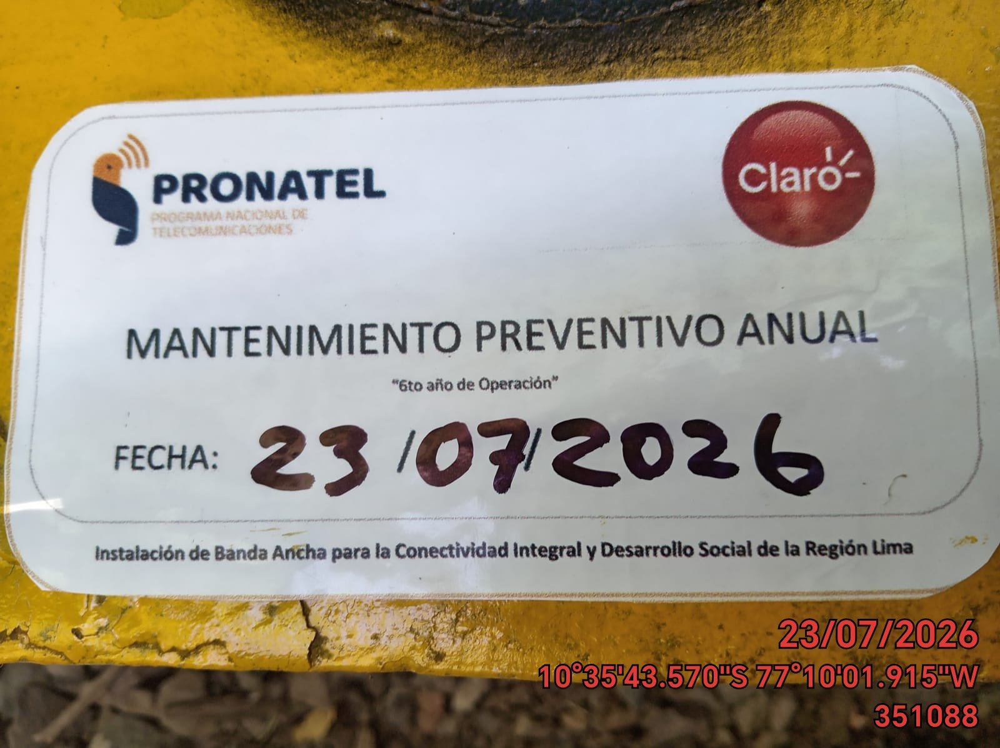 PRONATEL
PROGRAMA NACIONAL DE
TELECOMUNICACIONES
Claro
MANTENIMIENTO PREVENTIVO ANUAL
"6to año de Operación"
FECHA: 23/07/2026
Instalación de Banda Ancha para la Conectividad Integral y Desarrollo Social de la Región Lima
23/07/2026
10°35'43.570"S 77°10'01.915"W
351088